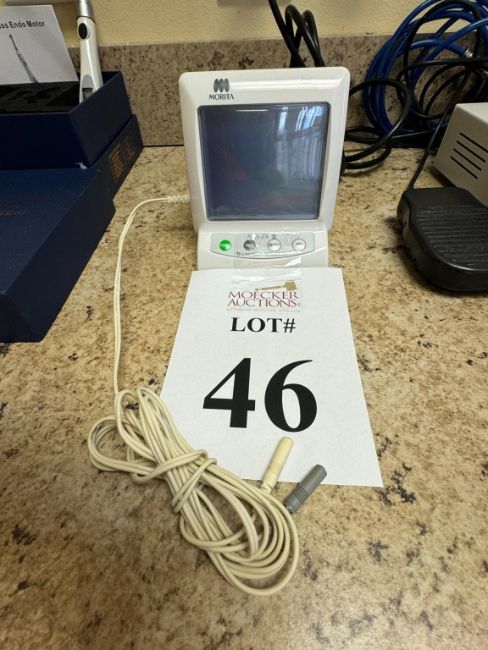 ss Endo Motor
MORITA
MOECKER
AUCTIONS
LOT#
46